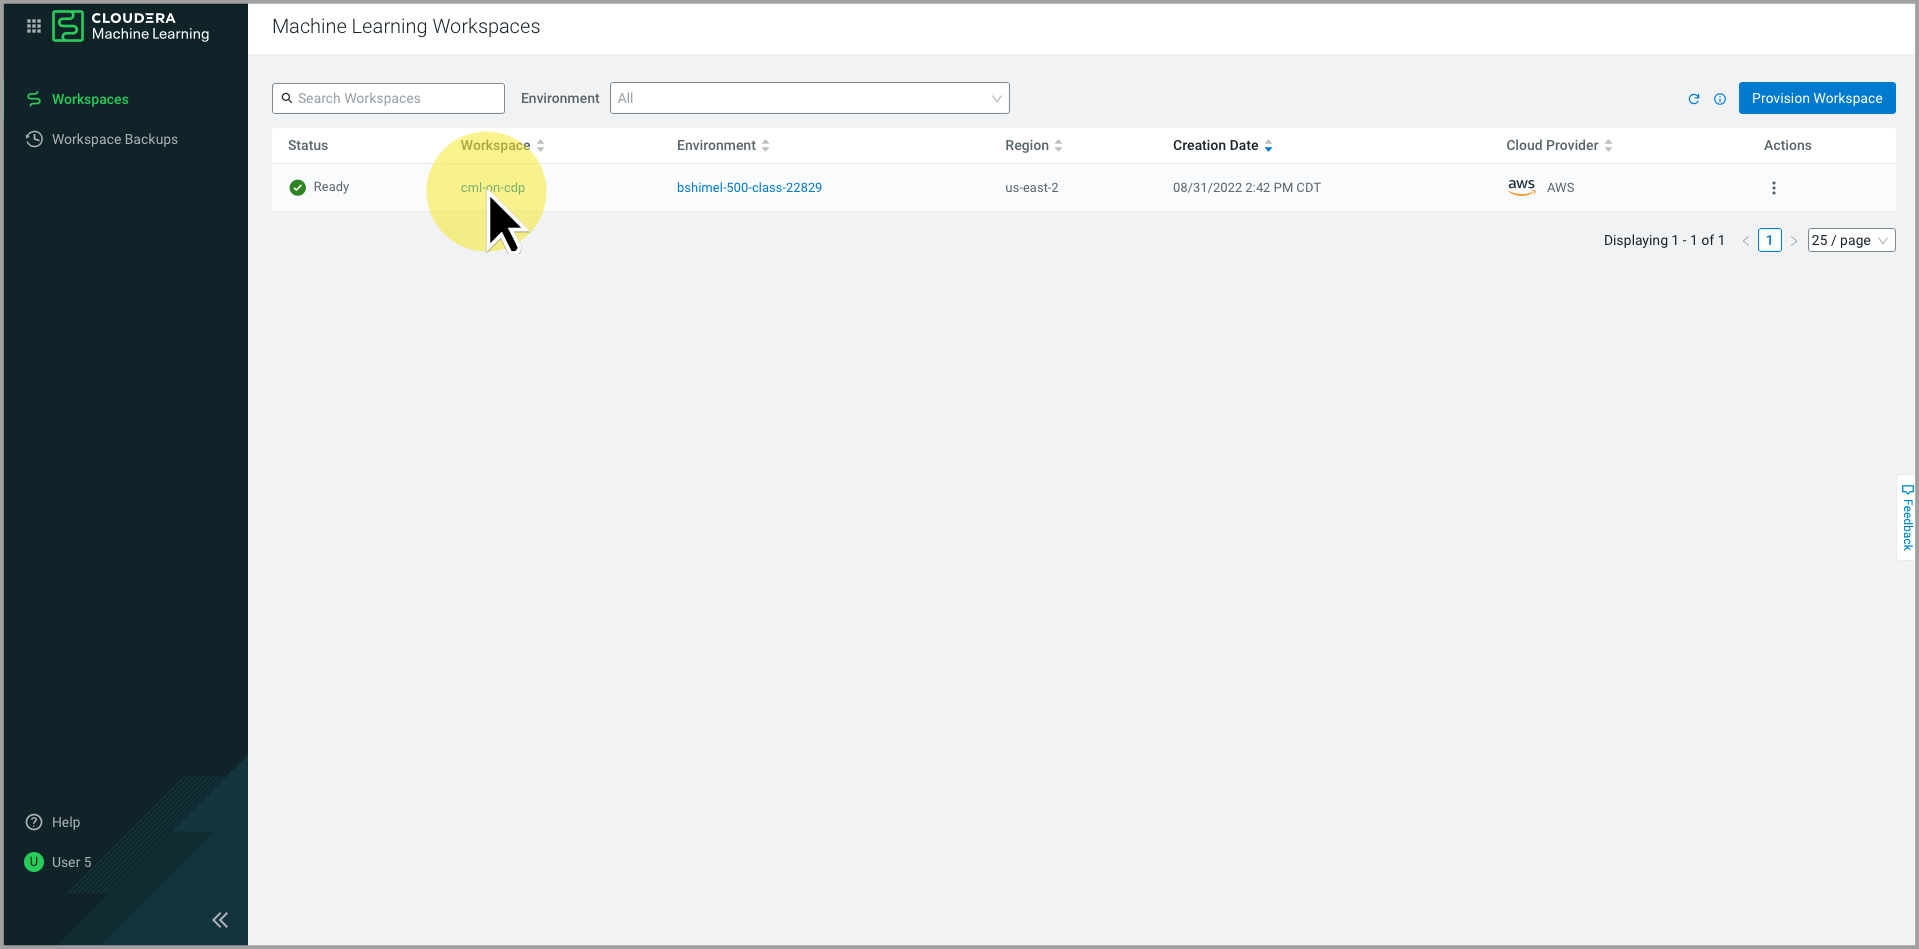 CLOUDERA
Machine Learning
Workspaces
Workspace Backups
Help
U User 5
Machine Learning Workspaces
Search Workspaces Environment All Provision Workspace
Status Workspace Environment Region Creation Date Cloud Provider Actions
Ready cml-on-cdp bshimel-500-class-22829 us-east-2 08/31/2022 2:42 PM CDT aws AWS
Displaying 1 - 1 of 1 < 1 > 25 / page
Feedback